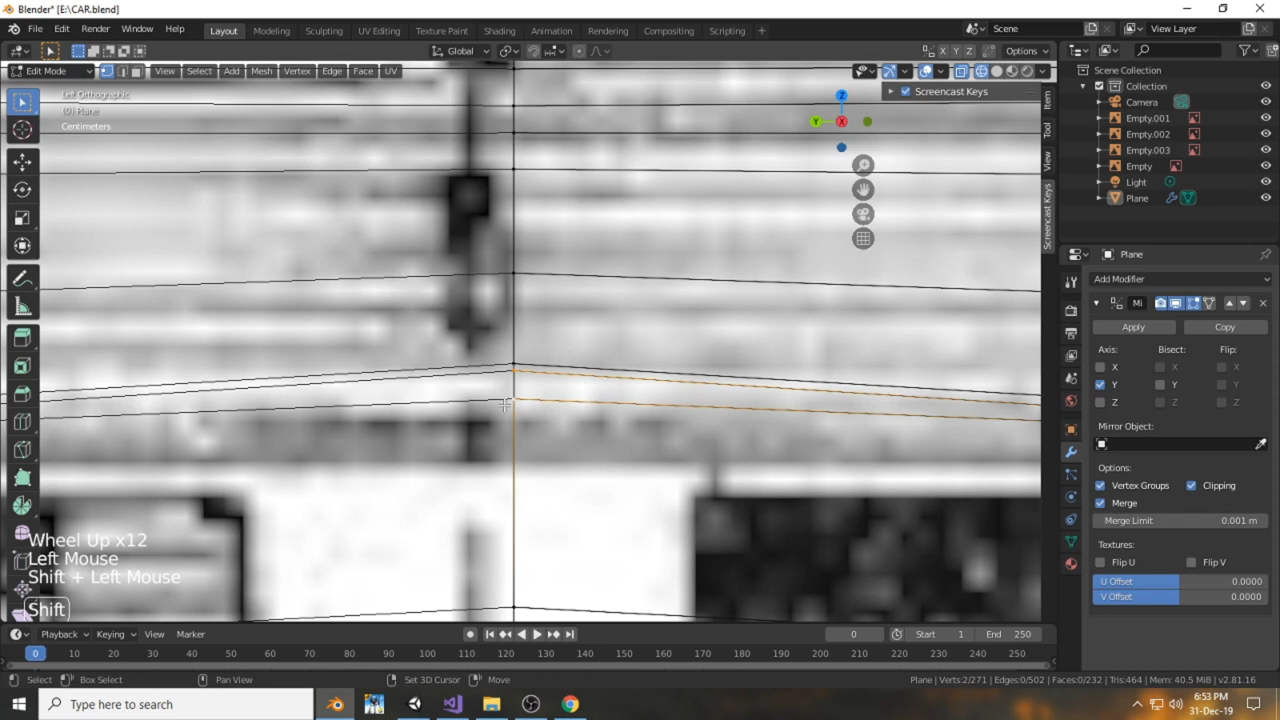 Blender* [E:\CAR.blend]
File Edit Render Window Help Layout Modeling Sculpting UV Editing Texture Paint Shading Animation Rendering Compositing Scripting + Scene View Layer
Global X Y Z Options
Edit Mode View Select Add Mesh Vertex Edge Face UV
Left Orthographic
(0) Plane
Centimeters
Screencast Keys
Z
Y
X
Item
Tool
View
Screencast Keys
Scene Collection
Collection
Camera
Empty.001
Empty.002
Empty.003
Empty
Light
Plane
Plane
Add Modifier
Mi
Apply Copy
Axis: Bisect: Flip:
X X X
Y Y Y
Z Z Z
Mirror Object:
Options:
Vertex Groups Clipping
Merge
Merge Limit 0.001 m
Textures:
Flip U Flip V
U Offset 0.0000
V Offset 0.0000
Wheel Up x12
Left Mouse
Shift + Left Mouse
Shift
Playback Keying View Marker 0 Start 1 End 250
0 10 20 30 40 50 60 70 80 90 100 110 120 130 140 150 160 170 180 190 200 210 220 230 240 250
Select Box Select Pan View Set 3D Cursor Move Plane | Verts:2/271 | Edges:0/502 | Faces:0/232 | Tris:464 | Mem: 40.5 MiB | v2.81.16
Type here to search
6:53 PM
31-Dec-19